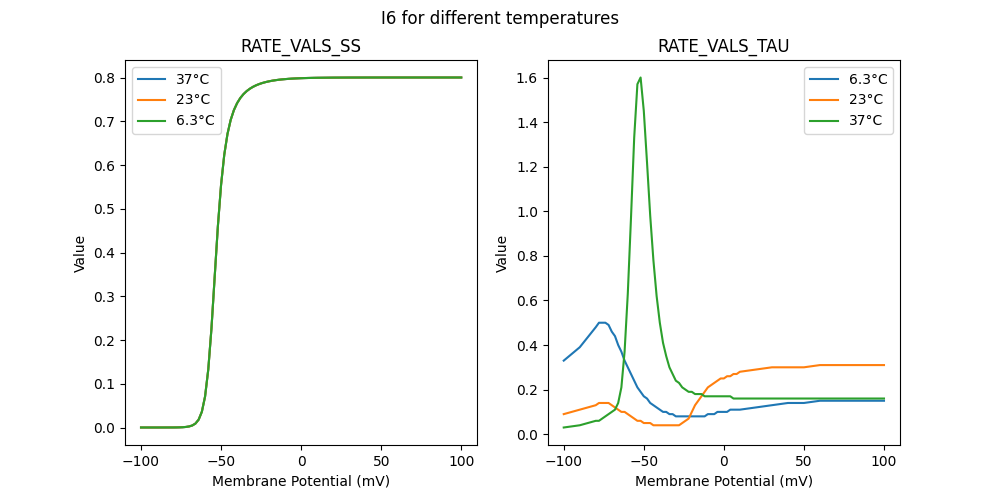 I6 for different temperatures
RATE_VALS_SS
37°C
23°C
6.3°C
Value
0.8
0.7
0.6
0.5
0.4
0.3
0.2
0.1
0.0
−100
−50
0
50
100
Membrane Potential (mV)
RATE_VALS_TAU
6.3°C
23°C
37°C
Value
1.6
1.4
1.2
1.0
0.8
0.6
0.4
0.2
0.0
−100
−50
0
50
100
Membrane Potential (mV)